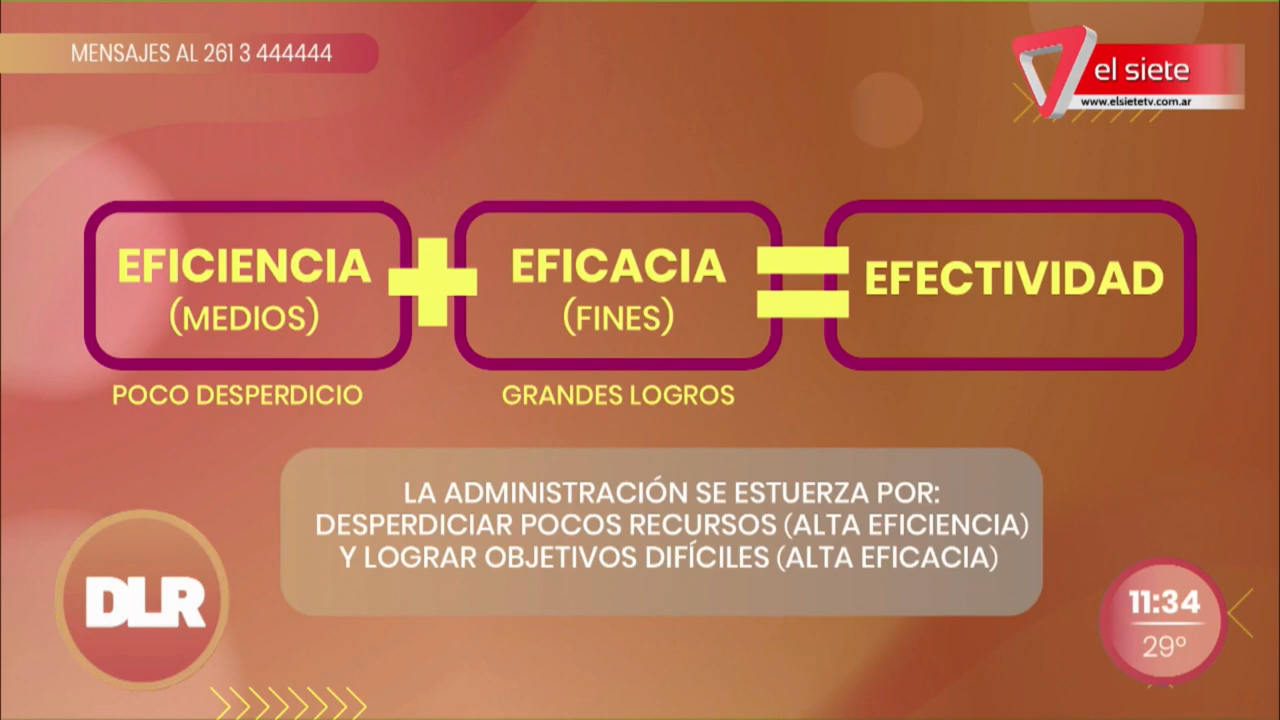 MENSAJES AL 261 3 444444
el siete
www.elsietetv.com.ar
EFICIENCIA
(MEDIOS)
EFICACIA
(FINES)
EFECTIVIDAD
POCO DESPERDICIO
GRANDES LOGROS
LA ADMINISTRACIÓN SE ESTUERZA POR:
DESPERDICIAR POCOS RECURSOS (ALTA EFICIENCIA)
Y LOGRAR OBJETIVOS DIFÍCILES (ALTA EFICACIA)
DLR
11:34
29º